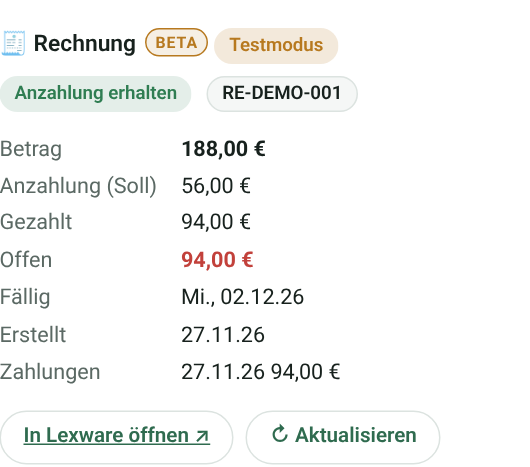 Rechnung BETA Testmodus
Anzahlung erhalten RE-DEMO-001
Betrag 188,00 €
Anzahlung (Soll) 56,00 €
Gezahlt 94,00 €
Offen 94,00 €
Fällig Mi., 02.12.26
Erstellt 27.11.26
Zahlungen 27.11.26 94,00 €
In Lexware öffnen ↗ ↻ Aktualisieren